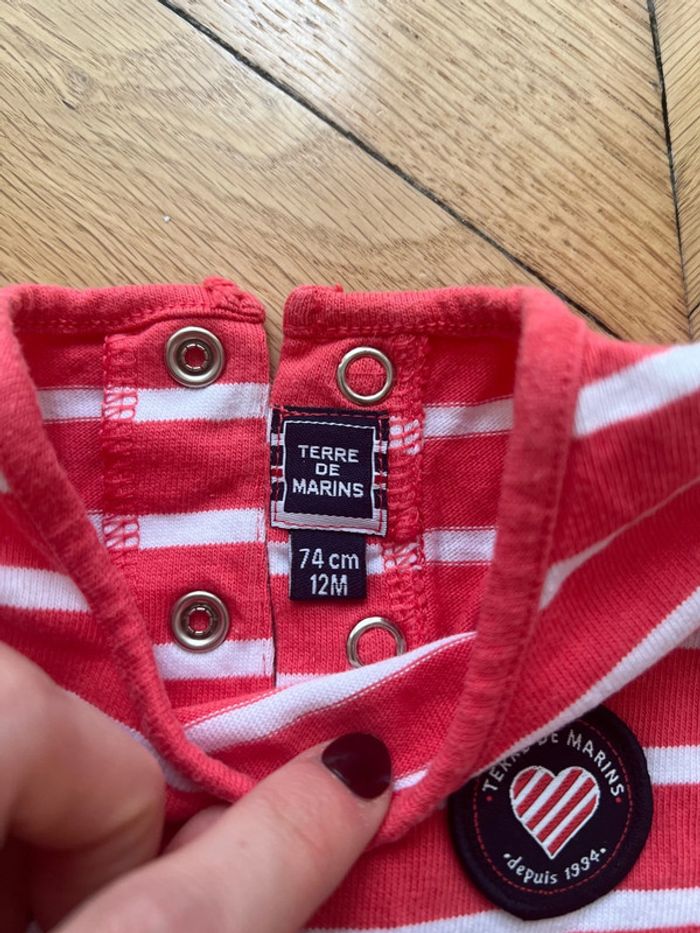 TERRE
DE
MARINS
74 cm
12M
TERRE DE MARINS
depuis 1994